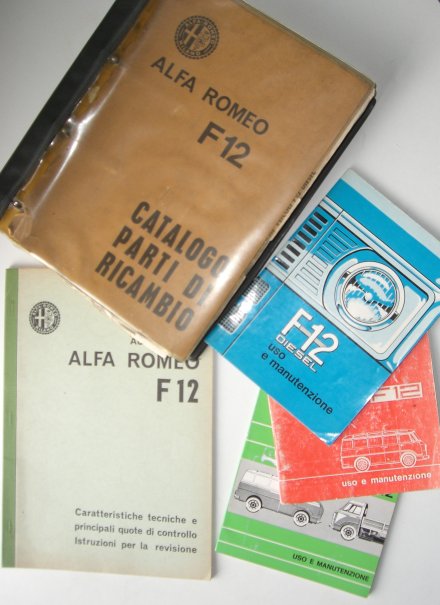 ALFA ROMEO
F12
CATALOGO
PARTI DI
RICAMBIO
F12
DIESEL
uso
e manutenzione
ALFA ROMEO
F12
Caratteristiche tecniche e
principali quote di controllo
Istruzioni per la revisione
F12
uso e manutenzione
USO E MANUTENZIONE